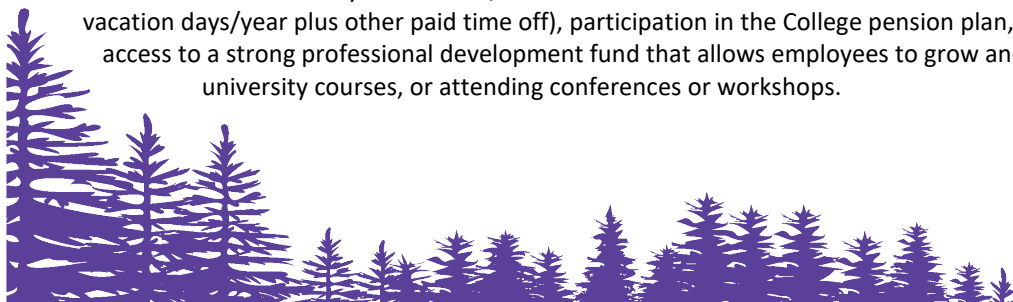 vacation days/year plus other paid time off), participation in the College pension plan,
access to a strong professional development fund that allows employees to grow an
university courses, or attending conferences or workshops.